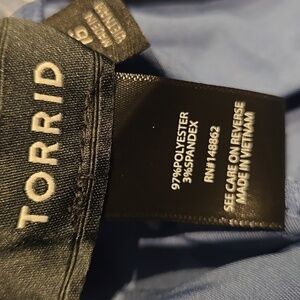 TORRID
97%POLYESTER
3%SPANDEX
RN#148862
SEE CARE ON REVERSE
MADE IN VIETNAM